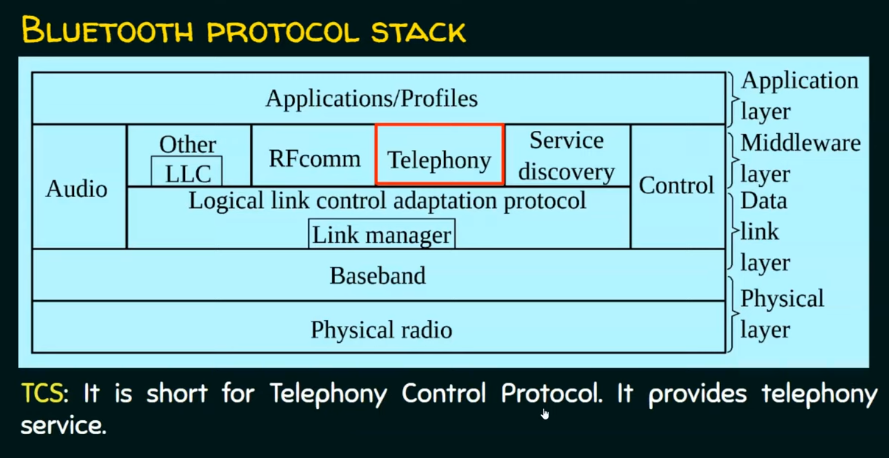 BLUETOOTH PROTOCOL STACK
Applications/Profiles
Application
layer
Audio
Other
LLC
RFcomm
Telephony
Service
discovery
Control
Middleware
layer
Logical link control adaptation protocol
Link manager
Data
link
layer
Baseband
Physical radio
Physical
layer
TCS: It is short for Telephony Control Protocol. It provides telephony
service.